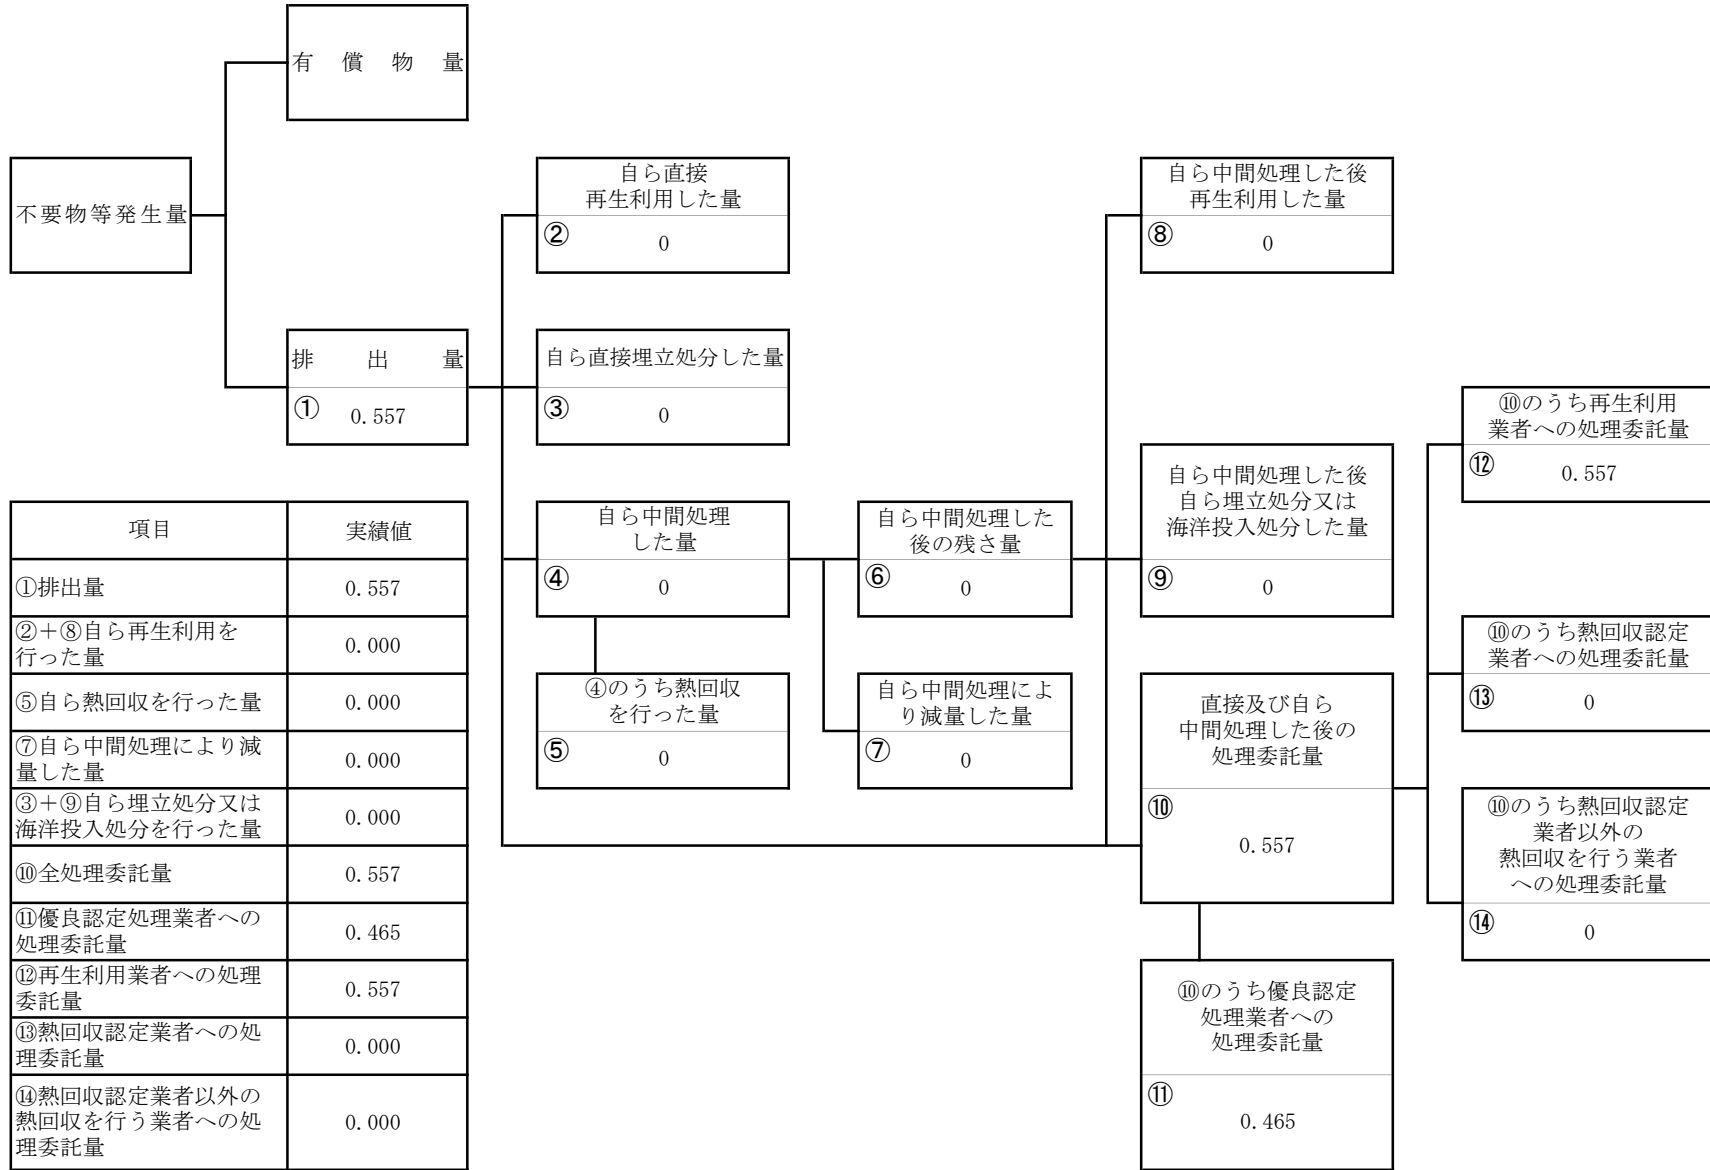 有償物量
不要物等発生量
排出量
① 0.557
自ら直接
再生利用した量
② 0
自ら直接埋立処分した量
③ 0
自ら中間処理
した量
④ 0
④のうち熱回収
を行った量
⑤ 0
自ら中間処理した
後の残さ量
⑥ 0
自ら中間処理によ
り減量した量
⑦ 0
自ら中間処理した後
再生利用した量
⑧ 0
自ら中間処理した後
自ら埋立処分又は
海洋投入処分した量
⑨ 0
直接及び自ら
中間処理した後の
処理委託量
⑩
0.557
⑩のうち優良認定
処理業者への
処理委託量
⑪
0.465
⑩のうち再生利用
業者への処理委託量
⑫ 0.557
⑩のうち熱回収認定
業者への処理委託量
⑬ 0
⑩のうち熱回収認定
業者以外の
熱回収を行う業者
への処理委託量
⑭ 0
項目 実績値
①排出量 0.557
②+⑧自ら再生利用を
行った量 0.000
⑤自ら熱回収を行った量 0.000
⑦自ら中間処理により減
量した量 0.000
③+⑨自ら埋立処分又は
海洋投入処分を行った量 0.000
⑩全処理委託量 0.557
⑪優良認定処理業者への
処理委託量 0.465
⑫再生利用業者への処理
委託量 0.557
⑬熱回収認定業者への処
理委託量 0.000
⑭熱回収認定業者以外の
熱回収を行う業者への処
理委託量 0.000